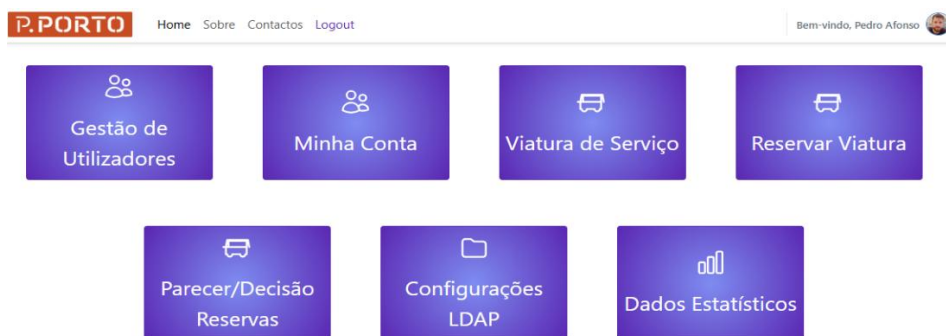 P.PORTO
Home Sobre Contactos Logout
Bem-vindo, Pedro Afonso
Gestão de
Utilizadores
Minha Conta
Viatura de Serviço
Reservar Viatura
Parecer/Decisão
Reservas
Configurações
LDAP
Dados Estatísticos